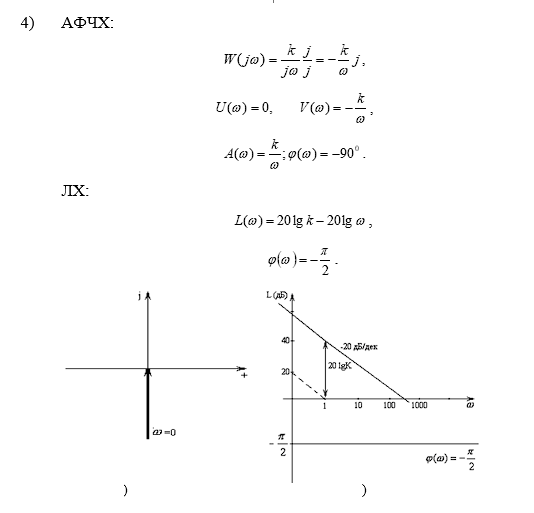 4) АФЧХ:
W(jω) = k/jω j/j = −k/ω j,
U(ω) = 0, V(ω) = −k/ω,
A(ω) = k/ω; φ(ω) = −90°.
ЛХ:
L(ω) = 20 lg k − 20 lg ω,
φ(ω) = −π/2.
j
+
ω=0
)
L (дБ)
40
-20 дБ/дек
20
20 lgK
1 10 100 1000 ω
−π/2
φ(ω) = −π/2
)